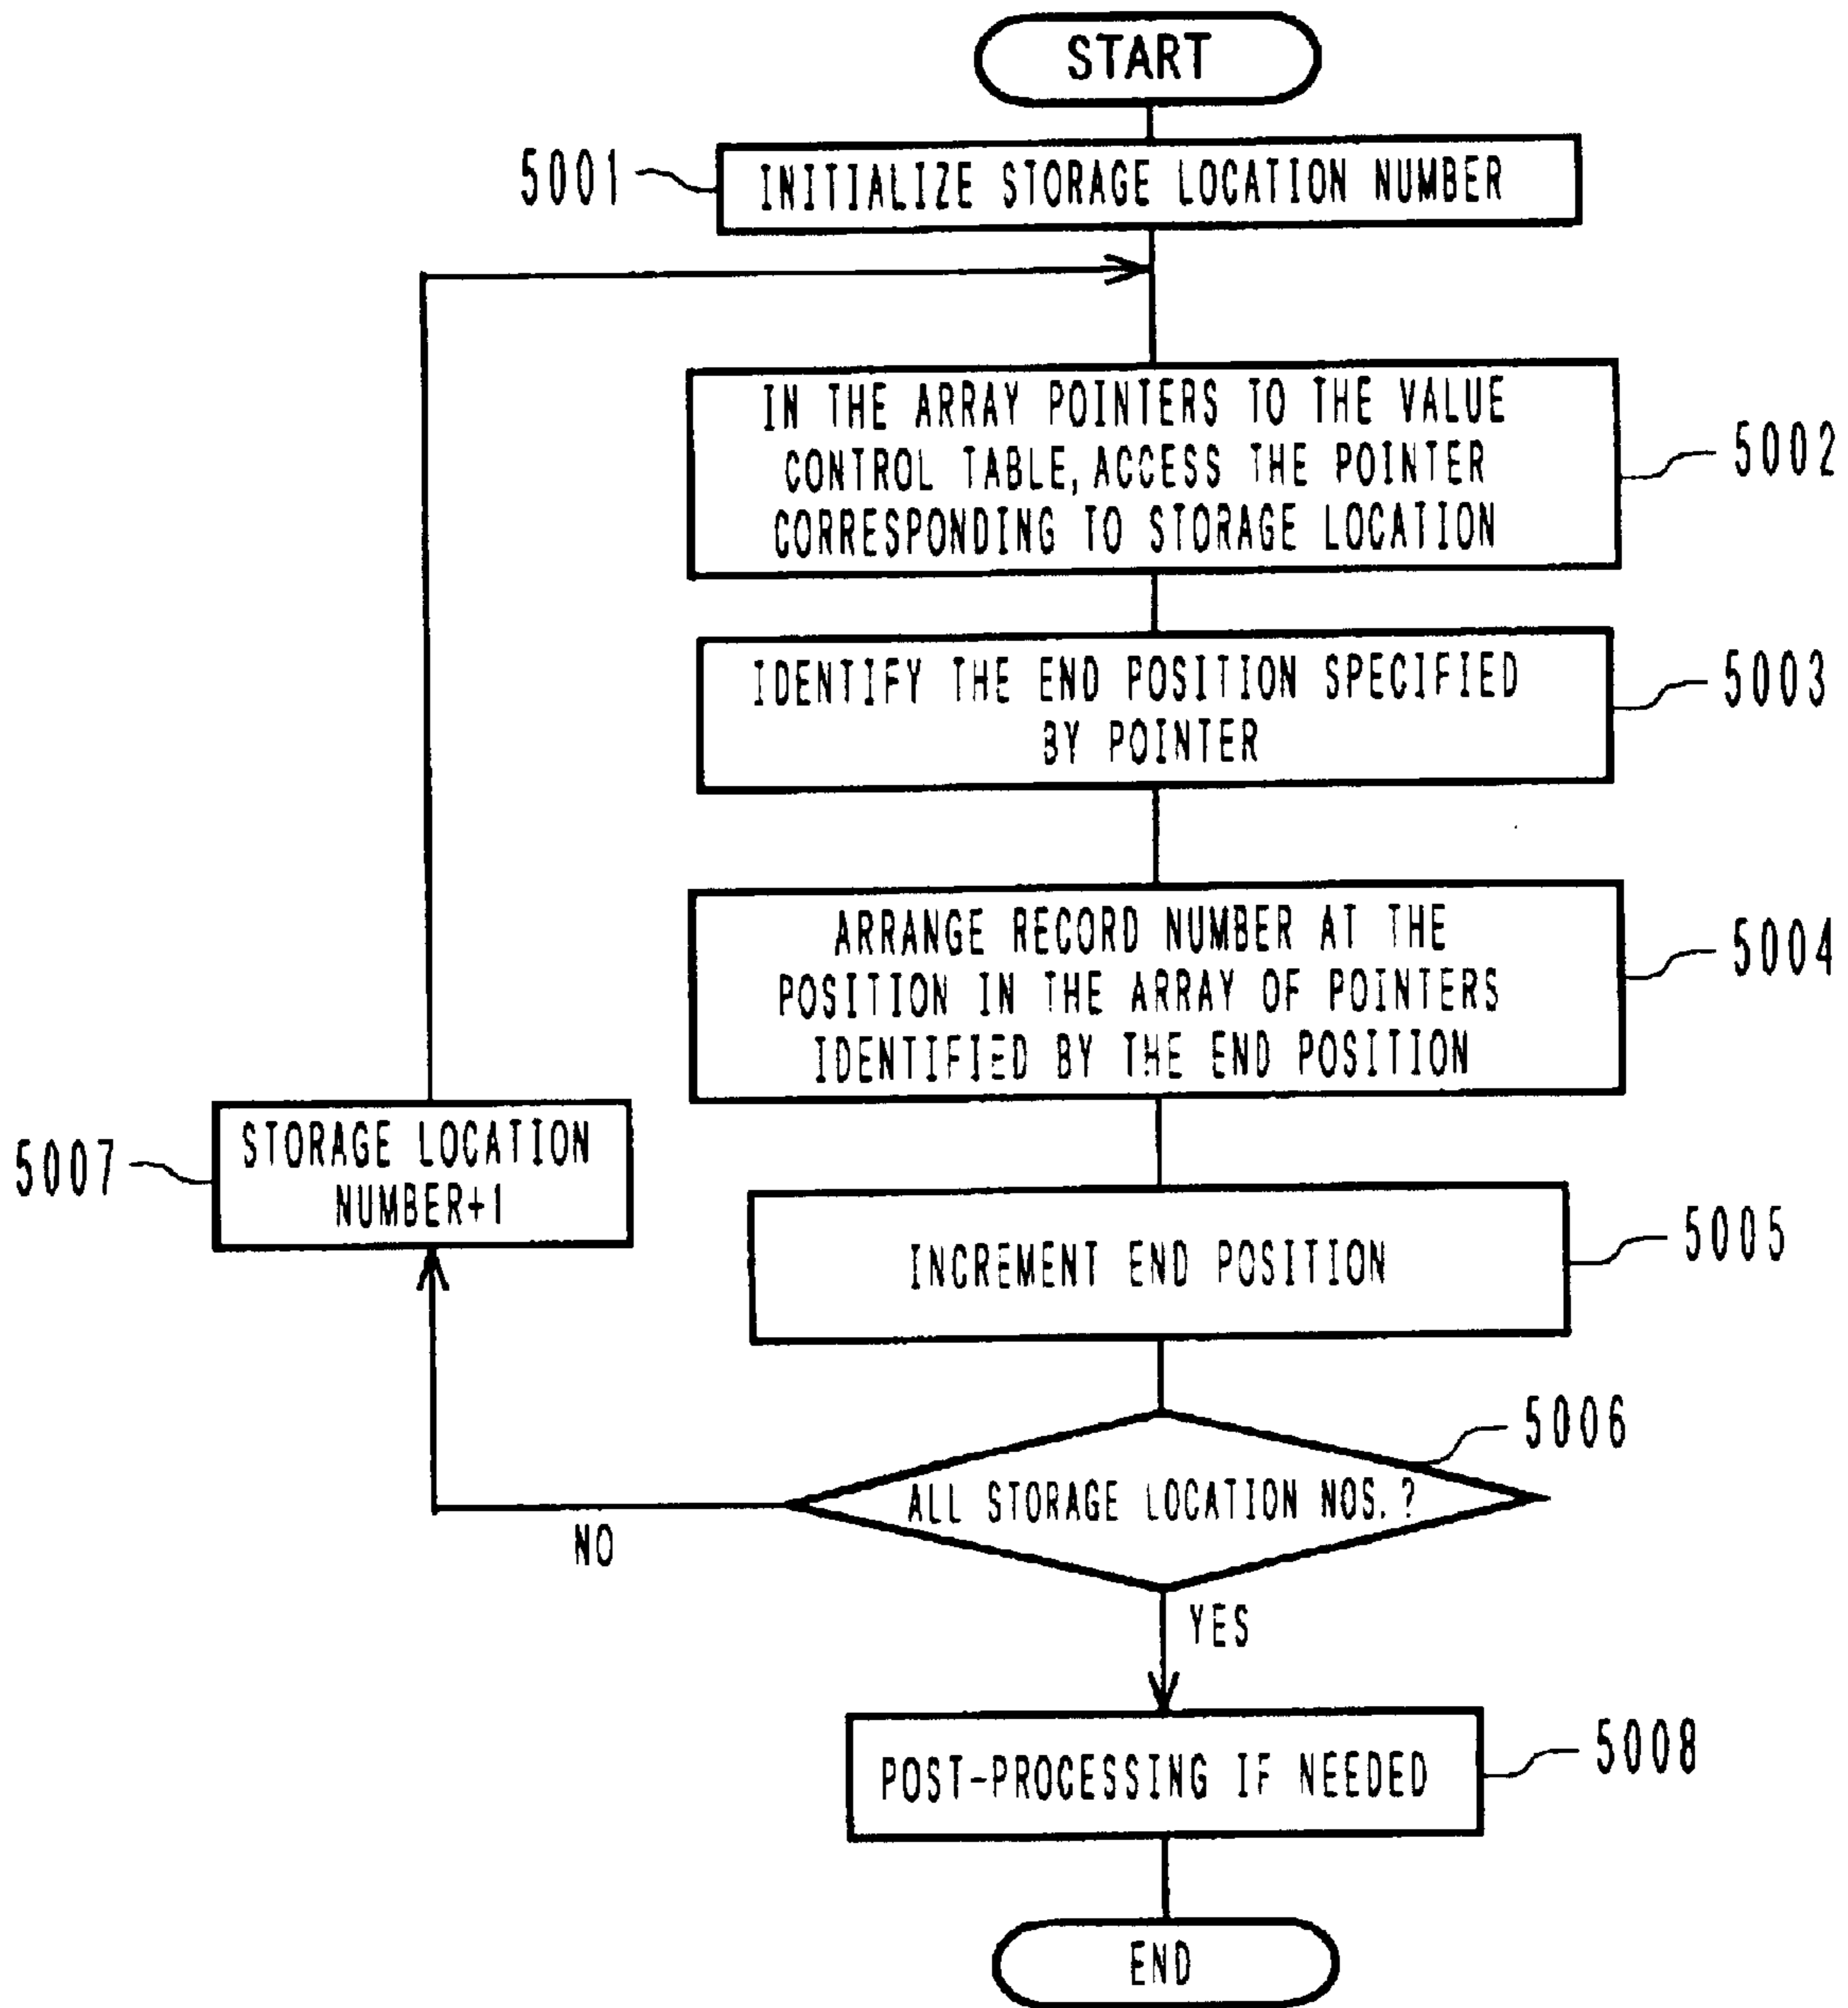 START
5001
INITIALIZE STORAGE LOCATION NUMBER
IN THE ARRAY POINTERS TO THE VALUE
CONTROL TABLE, ACCESS THE POINTER
CORRESPONDING TO STORAGE LOCATION
5002
IDENTIFY THE END POSITION SPECIFIED
BY POINTER
5003
ARRANGE RECORD NUMBER AT THE
POSITION IN THE ARRAY OF POINTERS
IDENTIFIED BY THE END POSITION
5004
5007
STORAGE LOCATION
NUMBER+1
INCREMENT END POSITION
5005
5006
ALL STORAGE LOCATION NOS.?
NO
YES
POST-PROCESSING IF NEEDED
5008
END